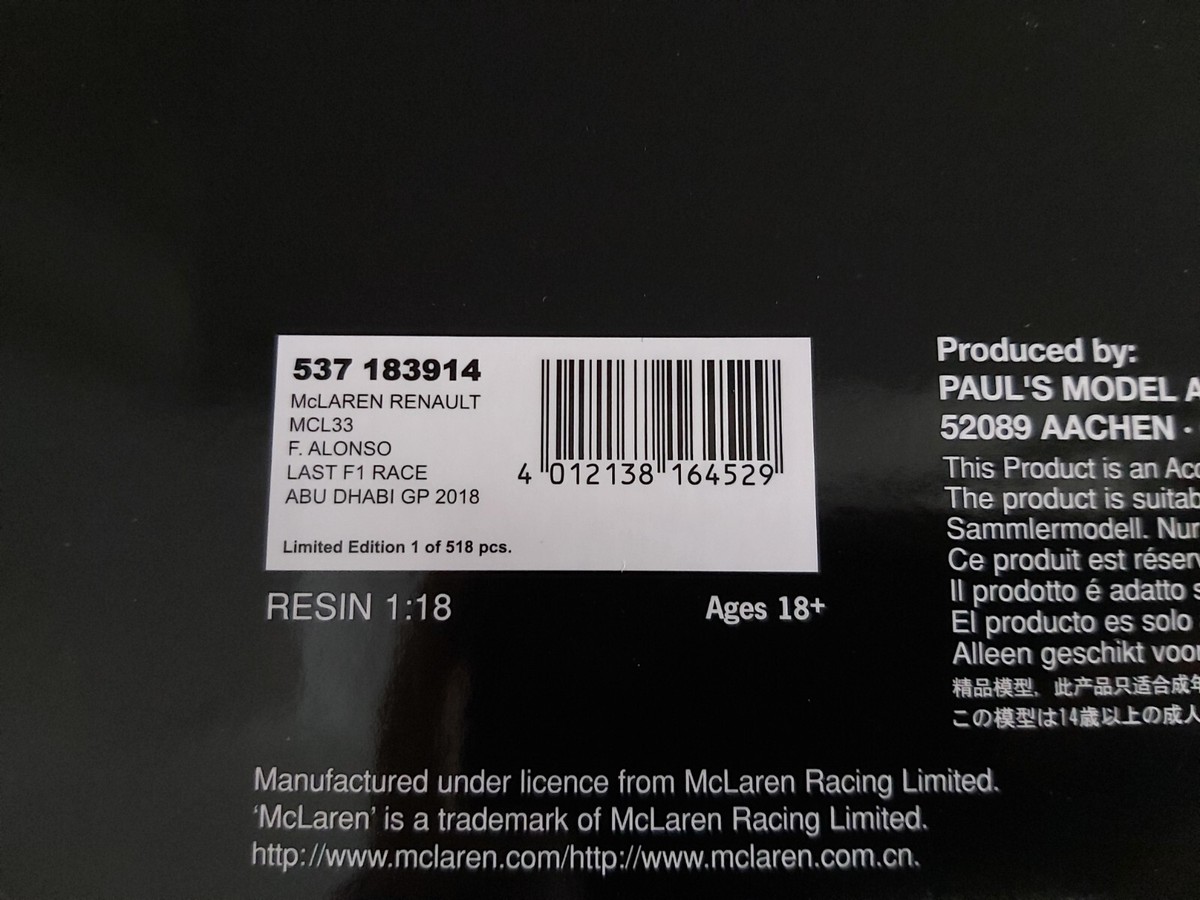 537 183914
McLAREN RENAULT
MCL33
F. ALONSO
LAST F1 RACE
ABU DHABI GP 2018
Limited Edition 1 of 518 pcs.
4 012138 164529
RESIN 1:18
Ages 18+
Produced by:
PAUL'S MODEL A
52089 AACHEN ·
This Product is an
The product is
Sammlermodell. Nur
Ce produit est
Il prodotto é adatto
El producto es solo
Alleen geschikt
精品模型，此产品只适合成年
この模型は14歳以上の成人
Manufactured under licence from McLaren Racing Limited.
‘McLaren’ is a trademark of McLaren Racing Limited.
http://www.mclaren.com/http://www.mclaren.com.cn.